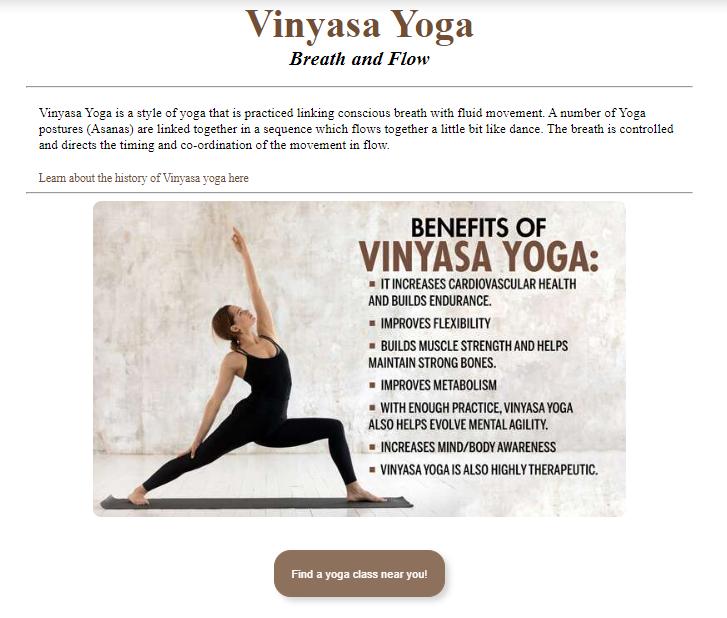 Vinyasa Yoga
Breath and Flow
Vinyasa Yoga is a style of yoga that is practiced linking conscious breath with fluid movement. A number of Yoga
postures (Asanas) are linked together in a sequence which flows together a little bit like dance. The breath is controlled
and directs the timing and co-ordination of the movement in flow.
Learn about the history of Vinyasa yoga here
BENEFITS OF
VINYASA YOGA:
▪ IT INCREASES CARDIOVASCULAR HEALTH
AND BUILDS ENDURANCE.
▪ IMPROVES FLEXIBILITY
▪ BUILDS MUSCLE STRENGTH AND HELPS
MAINTAIN STRONG BONES.
▪ IMPROVES METABOLISM
▪ WITH ENOUGH PRACTICE, VINYASA YOGA
ALSO HELPS EVOLVE MENTAL AGILITY.
▪ INCREASES MIND/BODY AWARENESS
▪ VINYASA YOGA IS ALSO HIGHLY THERAPEUTIC.
Find a yoga class near you!